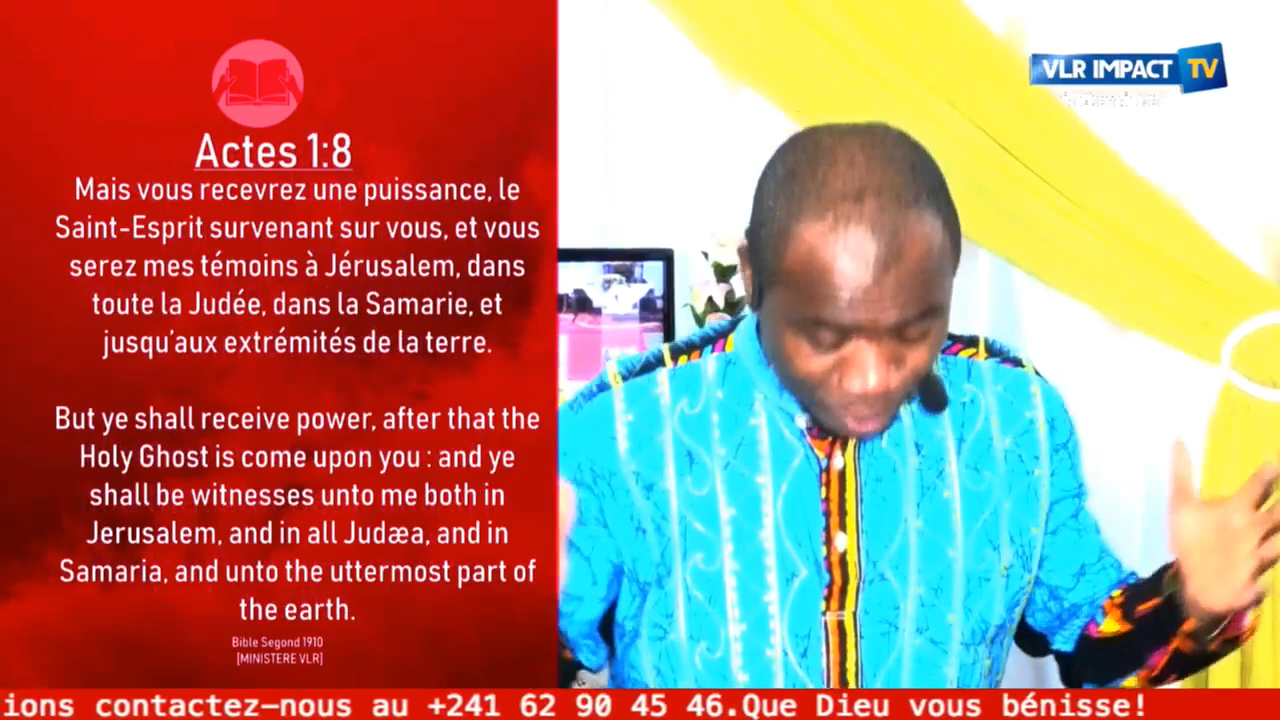 Actes 1:8
Mais vous recevrez une puissance, le
Saint-Esprit survenant sur vous, et vous
serez mes témoins à Jérusalem, dans
toute la Judée, dans la Samarie, et
jusqu'aux extrémités de la terre.
But ye shall receive power, after that the
Holy Ghost is come upon you : and ye
shall be witnesses unto me both in
Jerusalem, and in all Judæa, and in
Samaria, and unto the uttermost part of
the earth.
Bible Segond 1910
[MINISTERE VLR]
VLR IMPACT TV
ions contactez-nous au +241 62 90 45 46.Que Dieu vous bénisse!